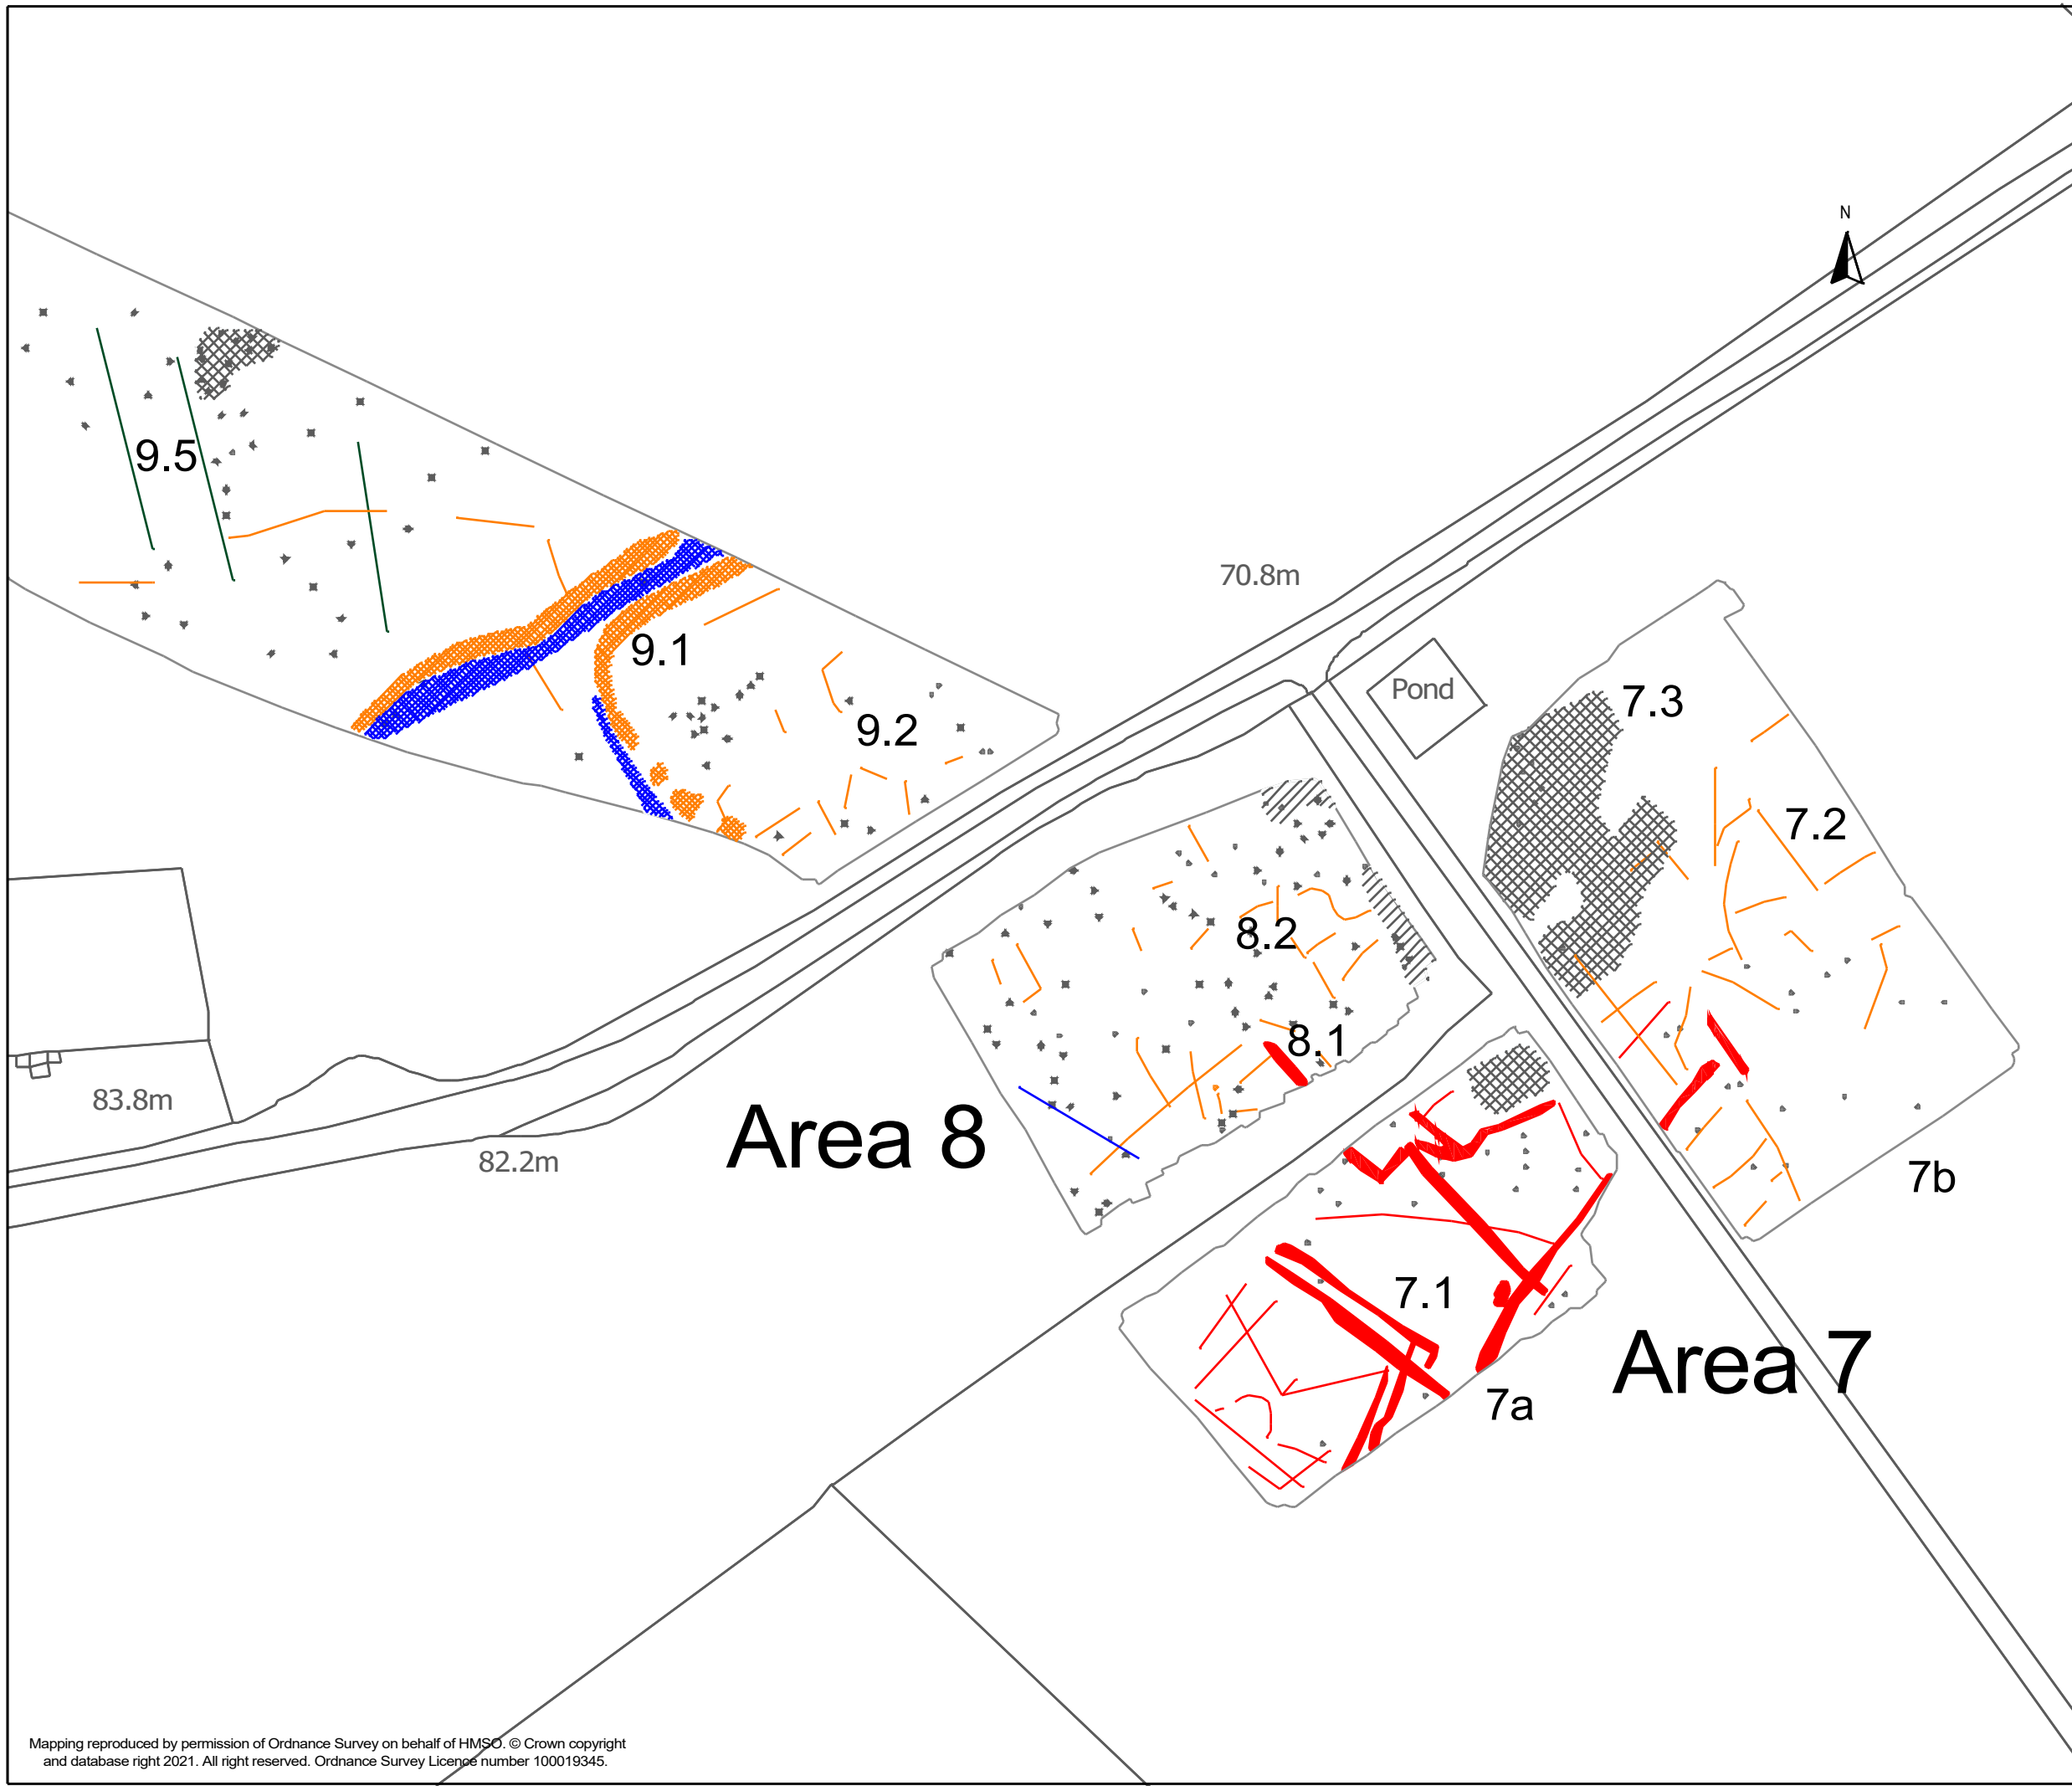 N
9.5
70.8m
9.1
Pond
7.3
9.2
7.2
8.2
8.1
83.8m
Area 8
82.2m
7b
7.1
Area 7
7a
Mapping reproduced by permission of Ordnance Survey on behalf of HMSO. © Crown copyright
and database right 2021. All right reserved. Ordnance Survey Licence number 100019345.